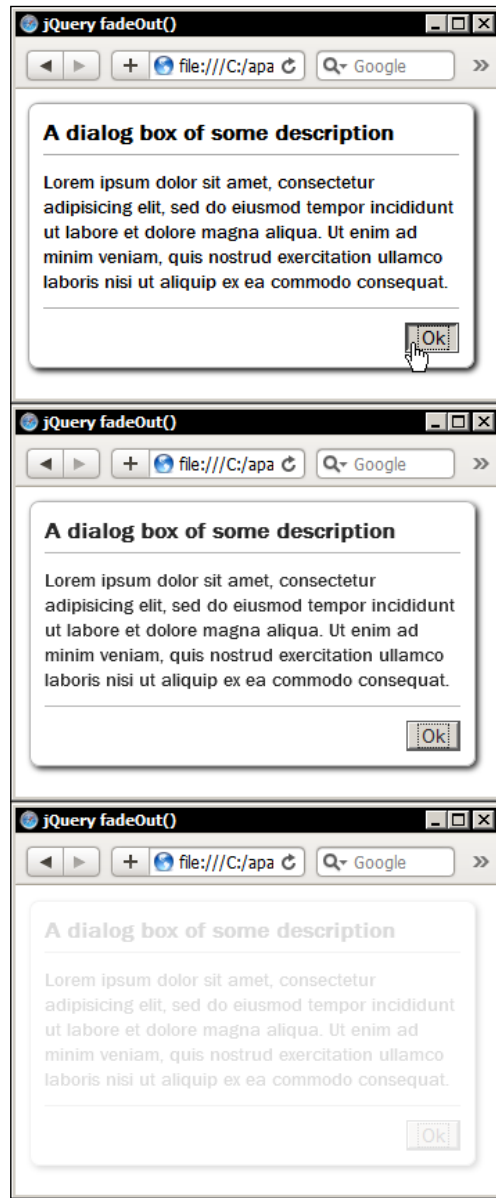 jQuery fadeOut()
file:///C:/apa Google
A dialog box of some description
Lorem ipsum dolor sit amet, consectetur
adipisicing elit, sed do eiusmod tempor incididunt
ut labore et dolore magna aliqua. Ut enim ad
minim veniam, quis nostrud exercitation ullamco
laboris nisi ut aliquip ex ea commodo consequat.
Ok
jQuery fadeOut()
file:///C:/apa Google
A dialog box of some description
Lorem ipsum dolor sit amet, consectetur
adipisicing elit, sed do eiusmod tempor incididunt
ut labore et dolore magna aliqua. Ut enim ad
minim veniam, quis nostrud exercitation ullamco
laboris nisi ut aliquip ex ea commodo consequat.
Ok
jQuery fadeOut()
file:///C:/apa Google
A dialog box of some description
Lorem ipsum dolor sit amet, consectetur
adipisicing elit, sed do eiusmod tempor incididunt
ut labore et dolore magna aliqua. Ut enim ad
minim veniam, quis nostrud exercitation ullamco
laboris nisi ut aliquip ex ea commodo consequat.
Ok